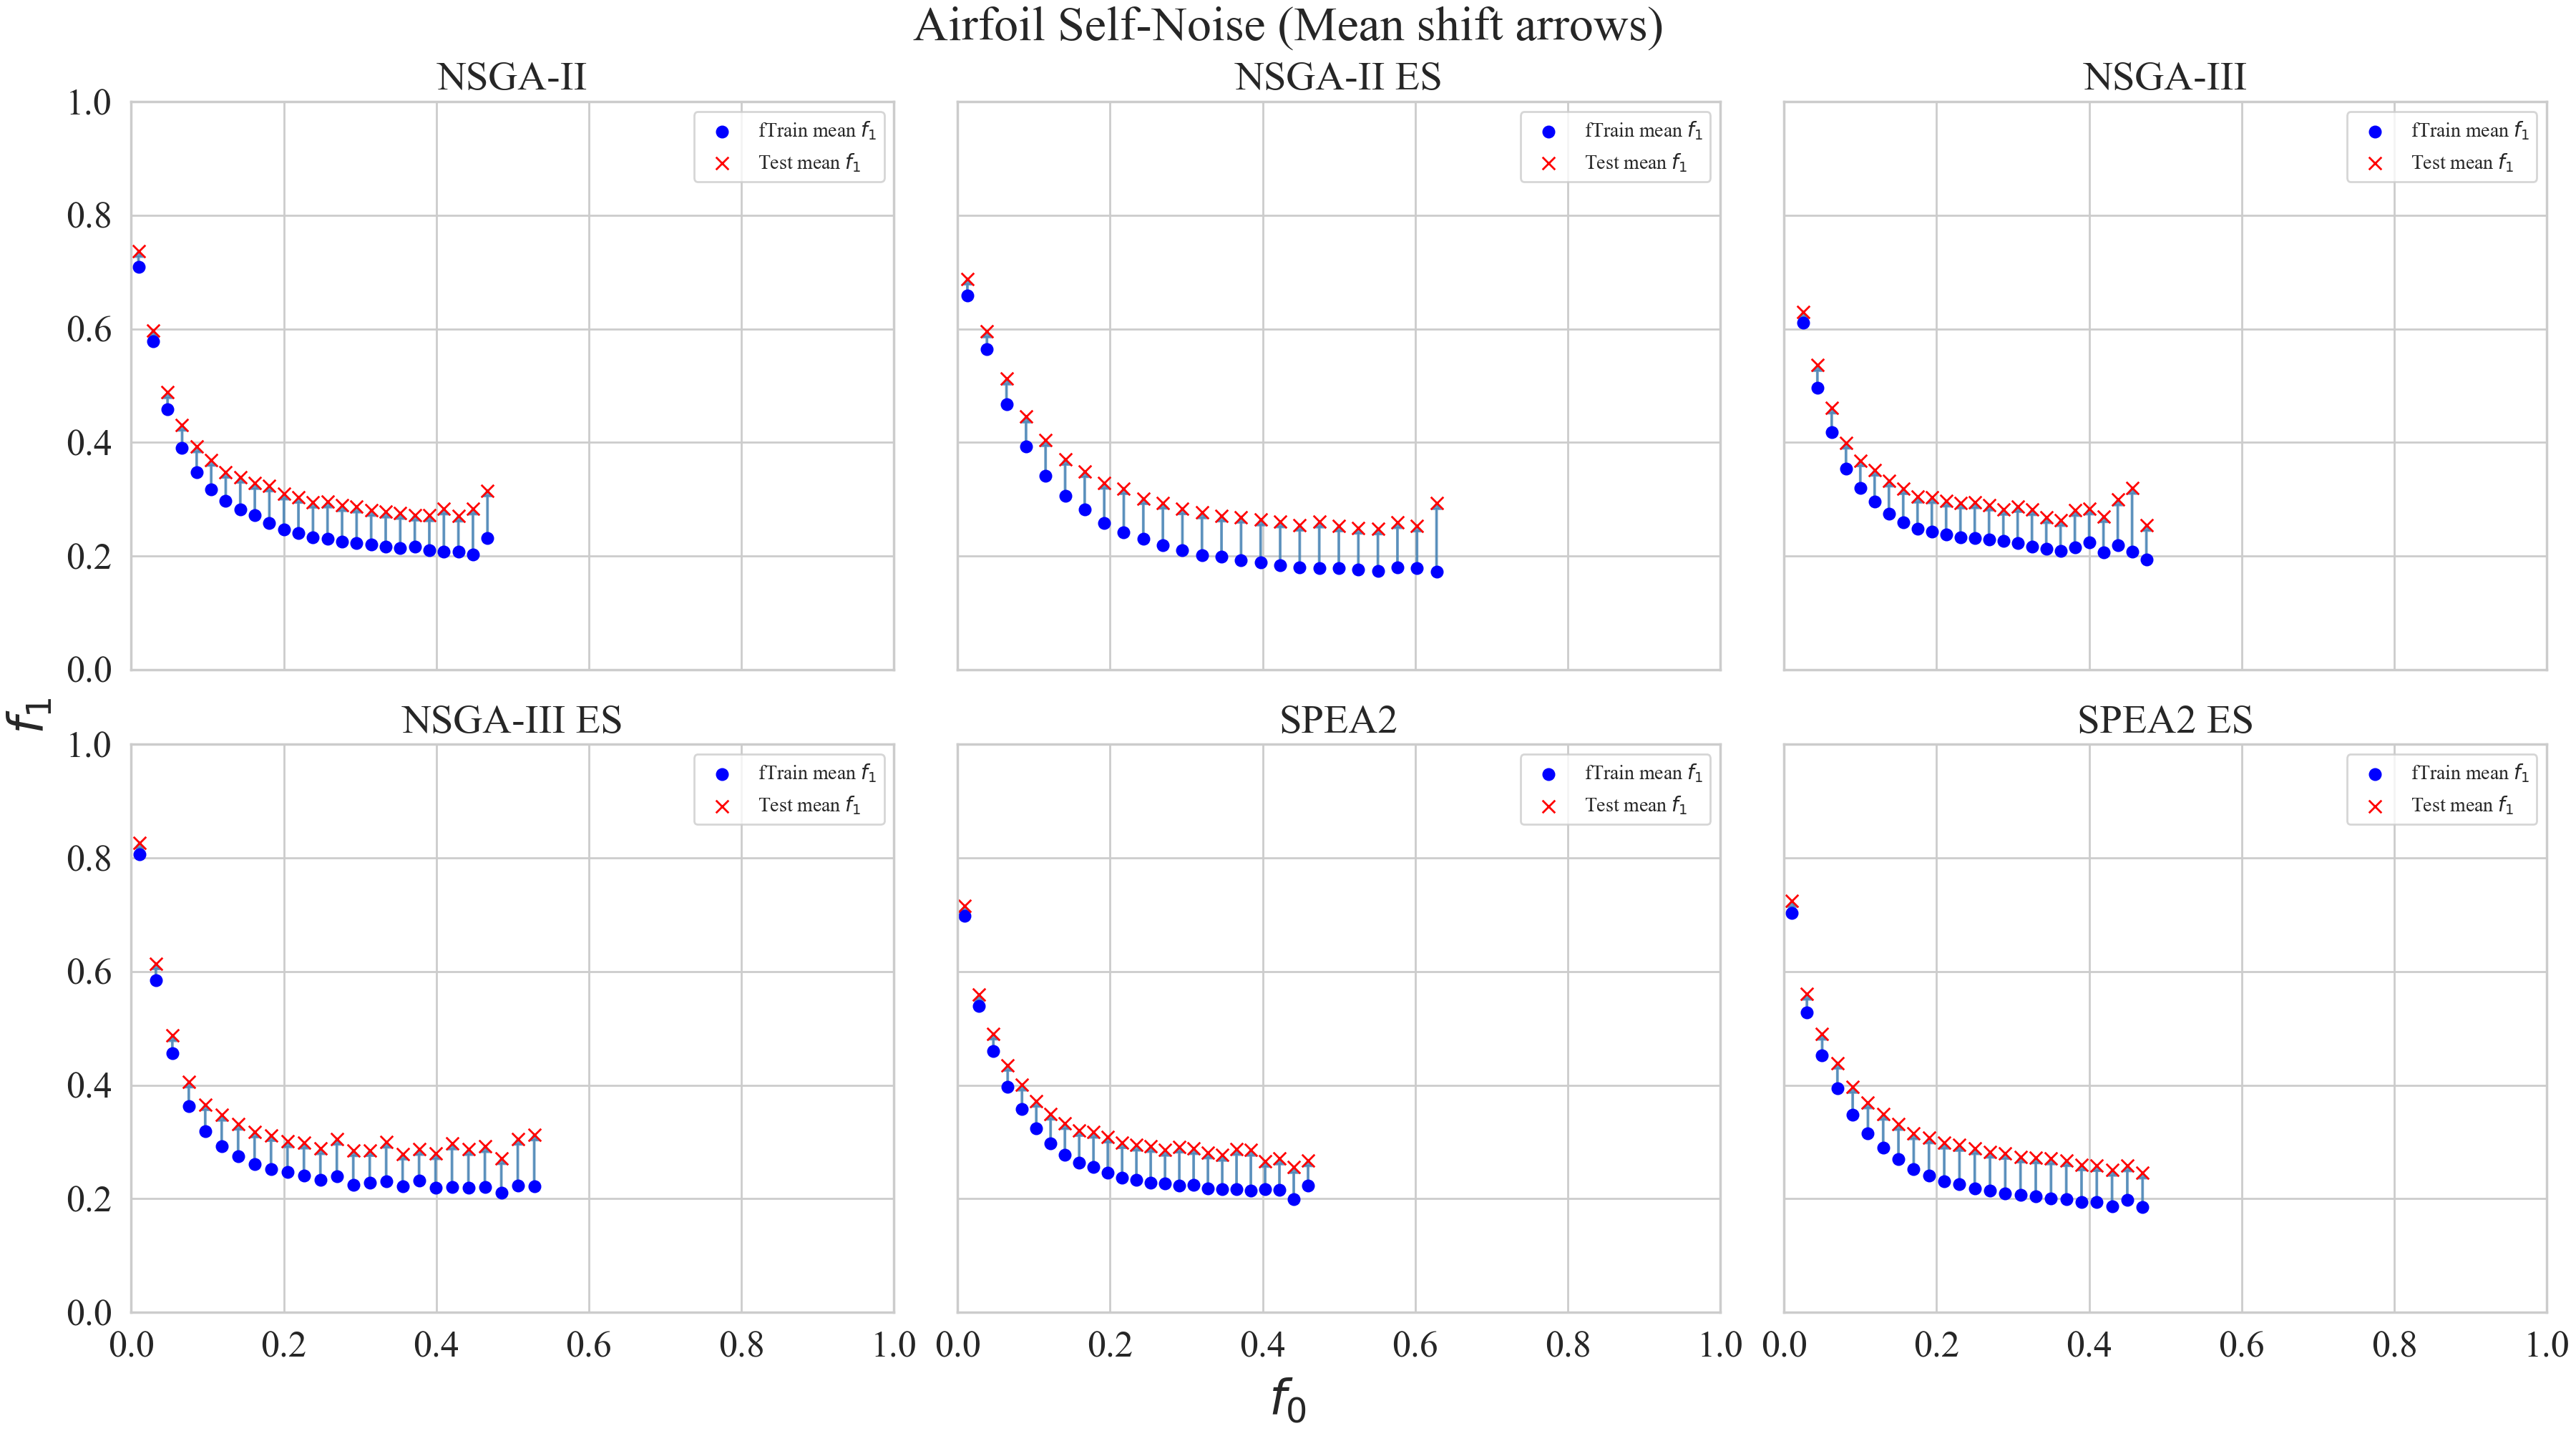 Airfoil Self-Noise (Mean shift arrows)
NSGA-II
1.0
0.8
0.6
0.4
0.2
0.0
fTrain mean f₁
Test mean f₁
NSGA-II ES
fTrain mean f₁
Test mean f₁
NSGA-III
fTrain mean f₁
Test mean f₁
f₁
NSGA-III ES
1.0
0.8
0.6
0.4
0.2
0.0
fTrain mean f₁
Test mean f₁
0.0 0.2 0.4 0.6 0.8 1.0
SPEA2
fTrain mean f₁
Test mean f₁
0.0 0.2 0.4 0.6 0.8 1.0
SPEA2 ES
fTrain mean f₁
Test mean f₁
0.0 0.2 0.4 0.6 0.8 1.0
f₀